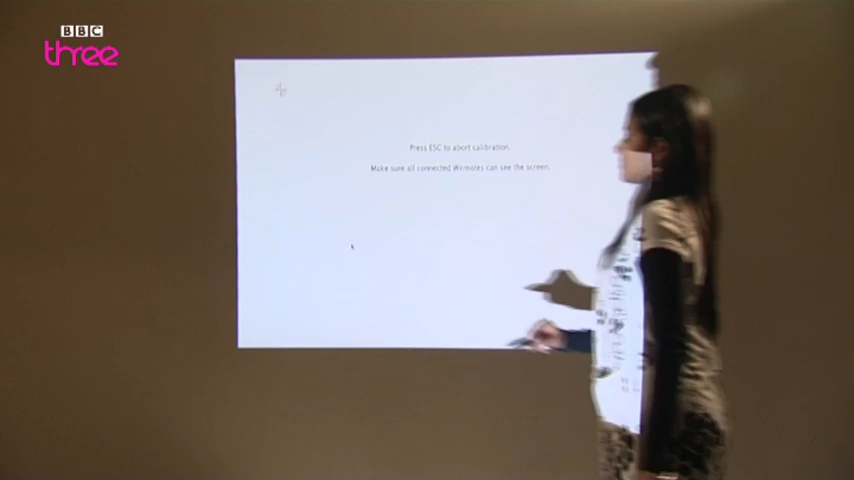 BBC
three
Press ESC to abort calibration.
Make sure all connected Wiimotes can see the screen.